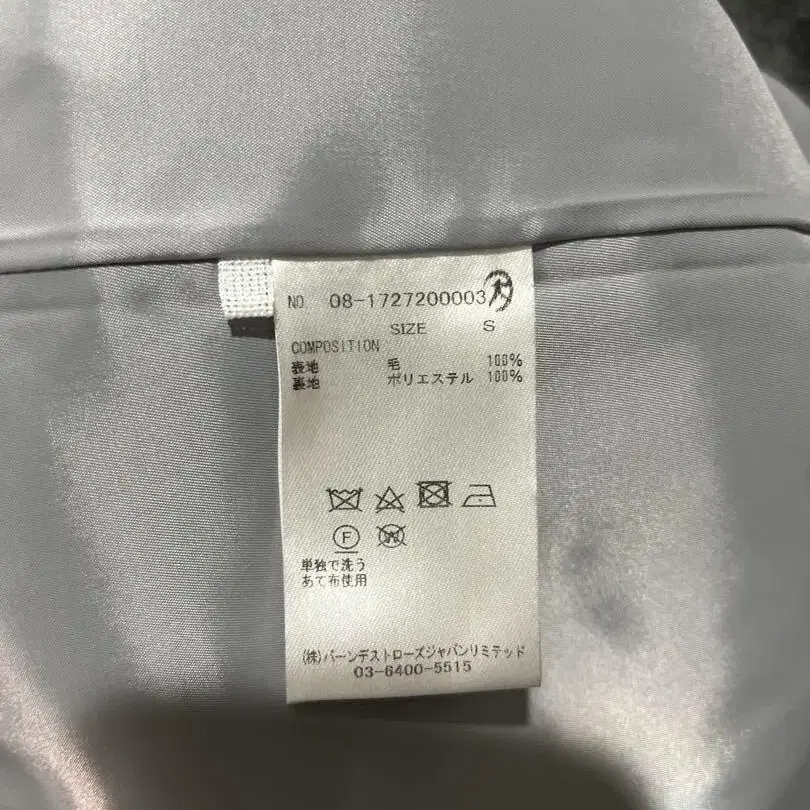 NO. 08-1727200003
SIZE S
COMPOSITION
表地 毛 100%
裏地 ポリエステル 100%
F
W
単独で洗う
あて布使用
(株)バーンデストローズジャパンリミテッド
03-6400-5515